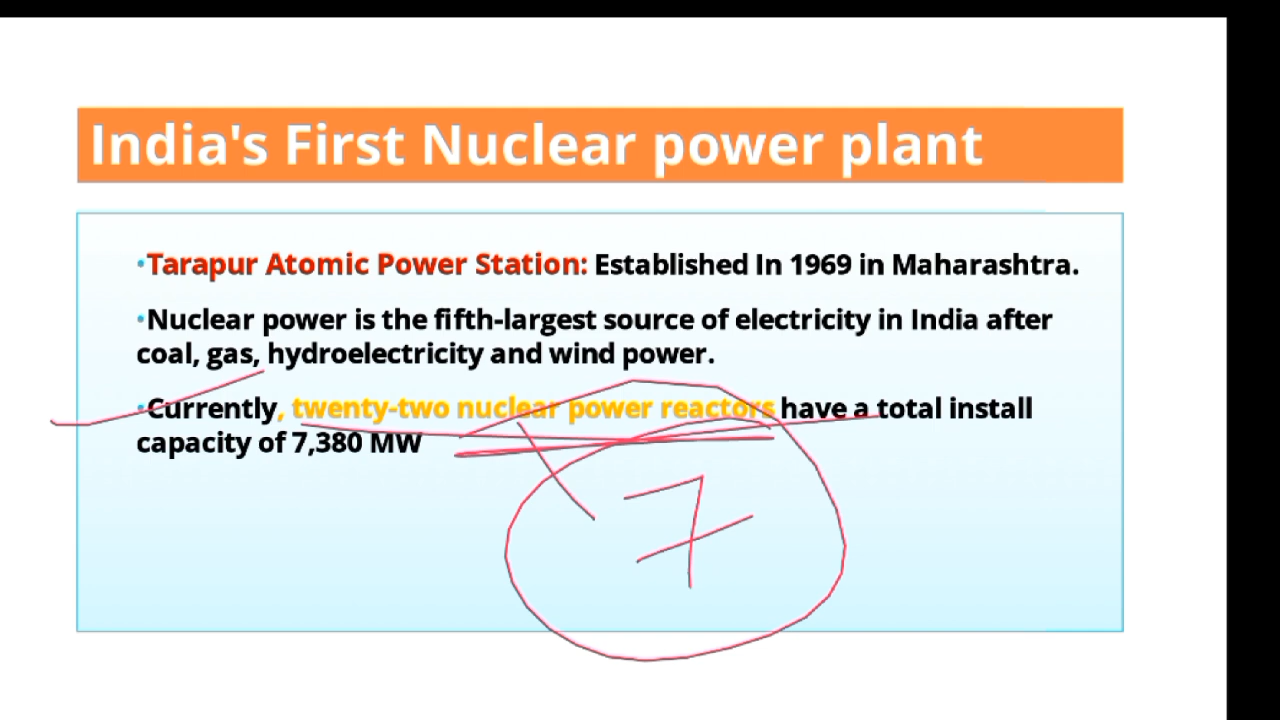 India's First Nuclear power plant
•Tarapur Atomic Power Station: Established In 1969 in Maharashtra.
•Nuclear power is the fifth-largest source of electricity in India after
coal, gas, hydroelectricity and wind power.
•Currently, twenty-two nuclear power reactors have a total install
capacity of 7,380 MW
7